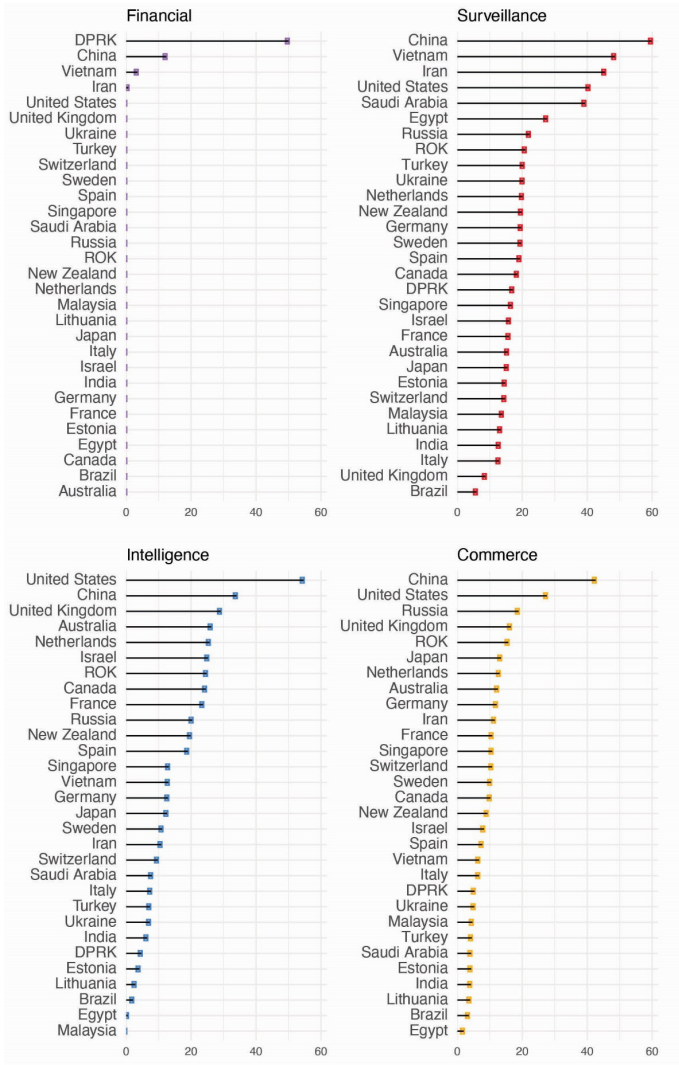 Financial
DPRK
China
Vietnam
Iran
United States
United Kingdom
Ukraine
Turkey
Switzerland
Sweden
Spain
Singapore
Saudi Arabia
Russia
ROK
New Zealand
Netherlands
Malaysia
Lithuania
Japan
Italy
Israel
India
Germany
France
Estonia
Egypt
Canada
Brazil
Australia
0 20 40 60
Surveillance
China
Vietnam
Iran
United States
Saudi Arabia
Egypt
Russia
ROK
Turkey
Ukraine
Netherlands
New Zealand
Germany
Sweden
Spain
Canada
DPRK
Singapore
Israel
France
Australia
Japan
Estonia
Switzerland
Malaysia
Lithuania
India
Italy
United Kingdom
Brazil
0 20 40 60
Intelligence
United States
China
United Kingdom
Australia
Netherlands
Israel
ROK
Canada
France
Russia
New Zealand
Spain
Singapore
Vietnam
Germany
Japan
Sweden
Iran
Switzerland
Saudi Arabia
Italy
Turkey
Ukraine
India
DPRK
Estonia
Lithuania
Brazil
Egypt
Malaysia
0 20 40 60
Commerce
China
United States
Russia
United Kingdom
ROK
Japan
Netherlands
Australia
Germany
Iran
France
Singapore
Switzerland
Sweden
Canada
New Zealand
Israel
Spain
Vietnam
Italy
DPRK
Ukraine
Malaysia
Turkey
Saudi Arabia
Estonia
India
Lithuania
Brazil
Egypt
0 20 40 60